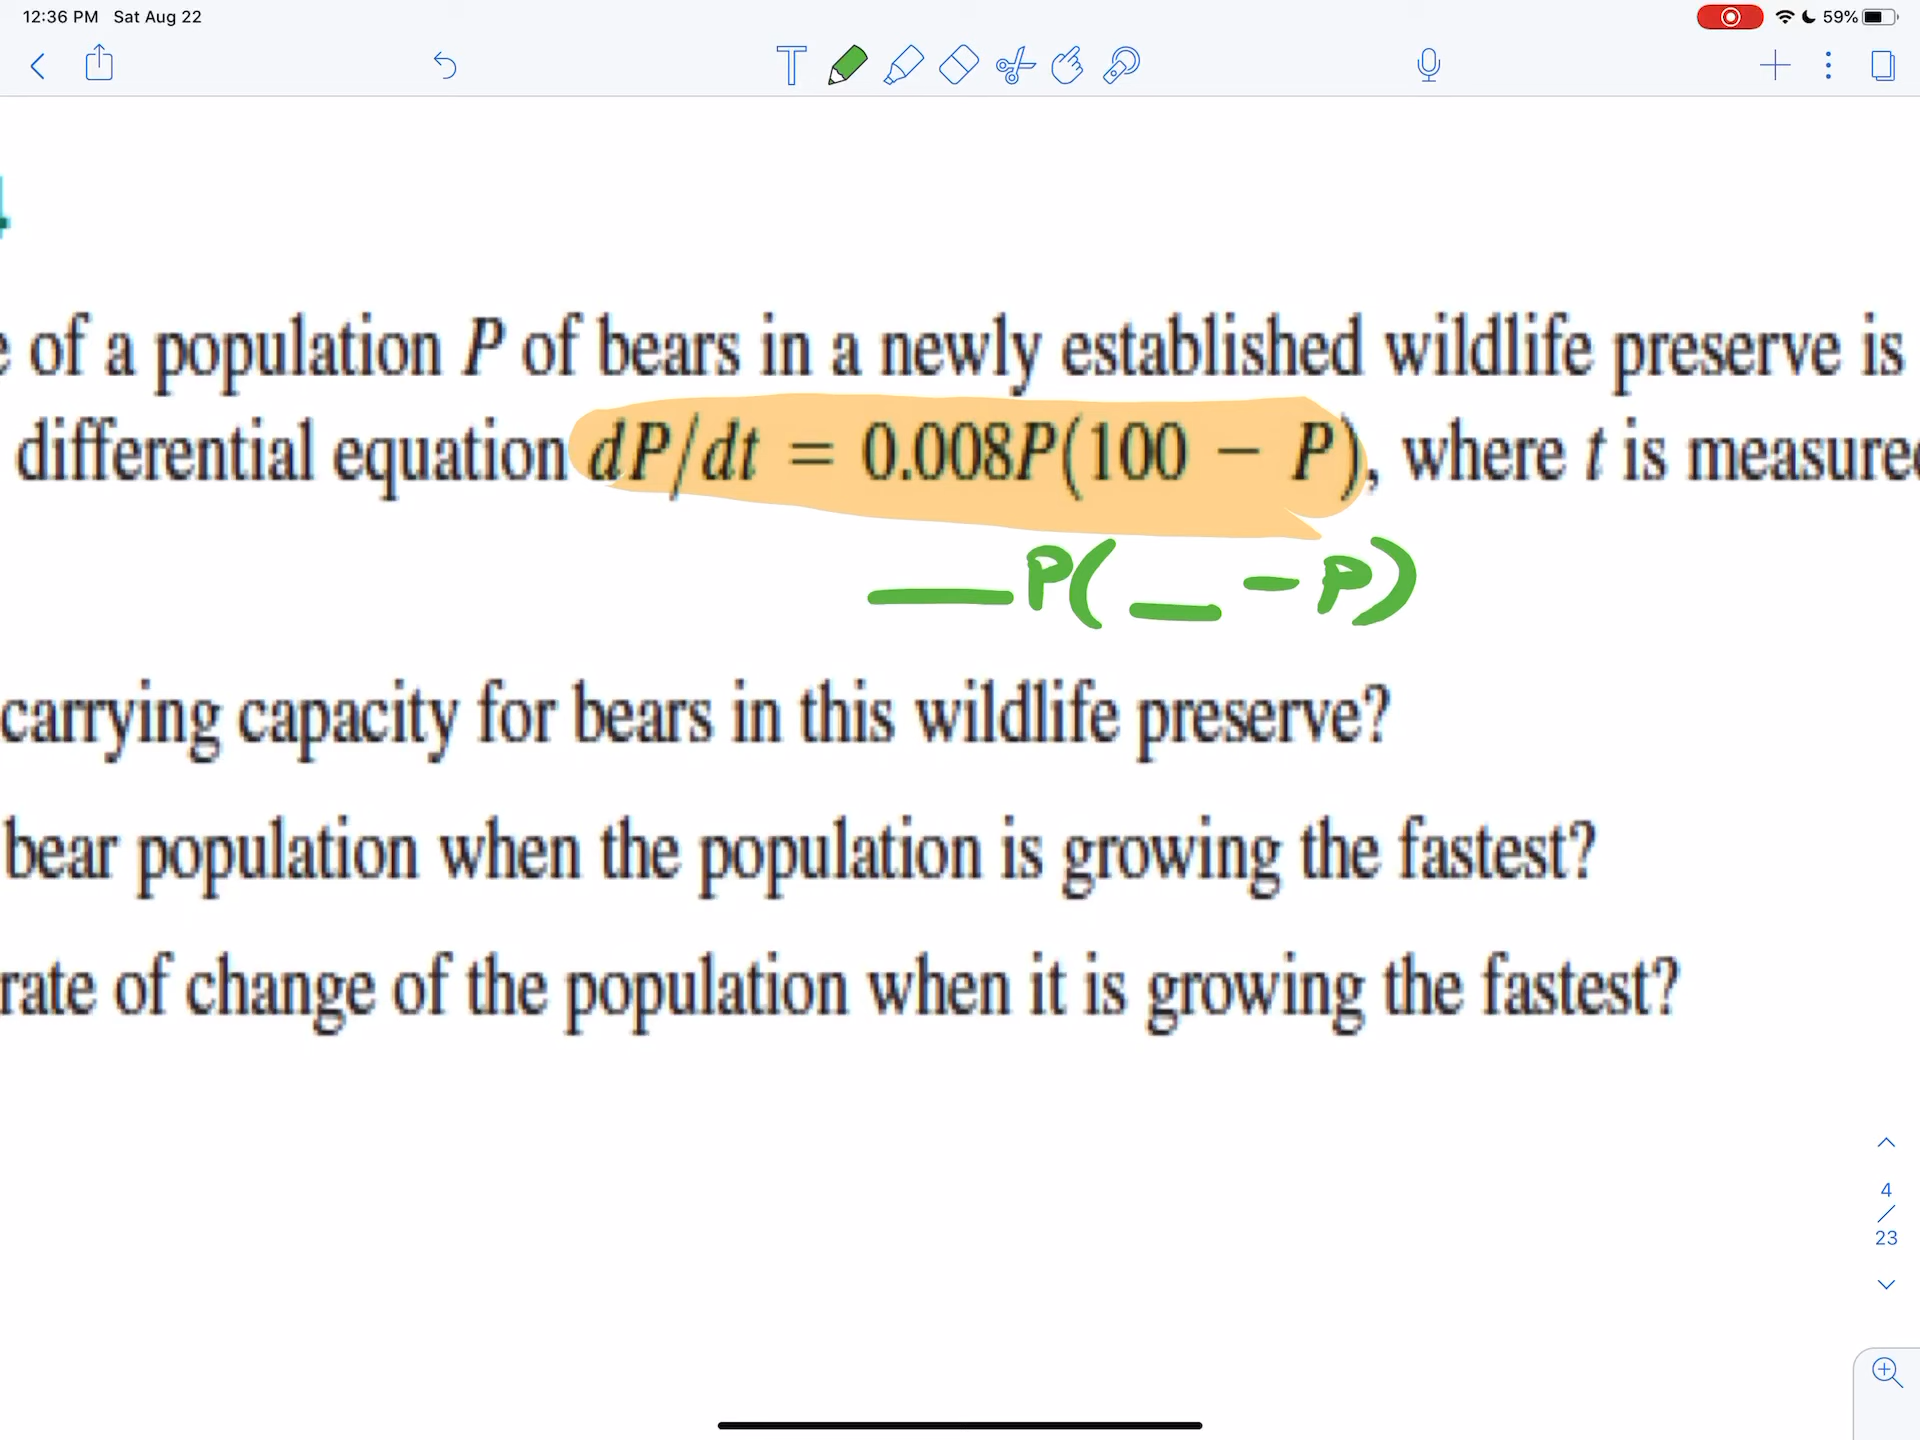 12:36 PM Sat Aug 22
59%
of a population P of bears in a newly established wildlife preserve is
differential equation dP/dt = 0.008P(100 − P), where t is measured
__P(__-P)
carrying capacity for bears in this wildlife preserve?
bear population when the population is growing the fastest?
rate of change of the population when it is growing the fastest?
4
/
23